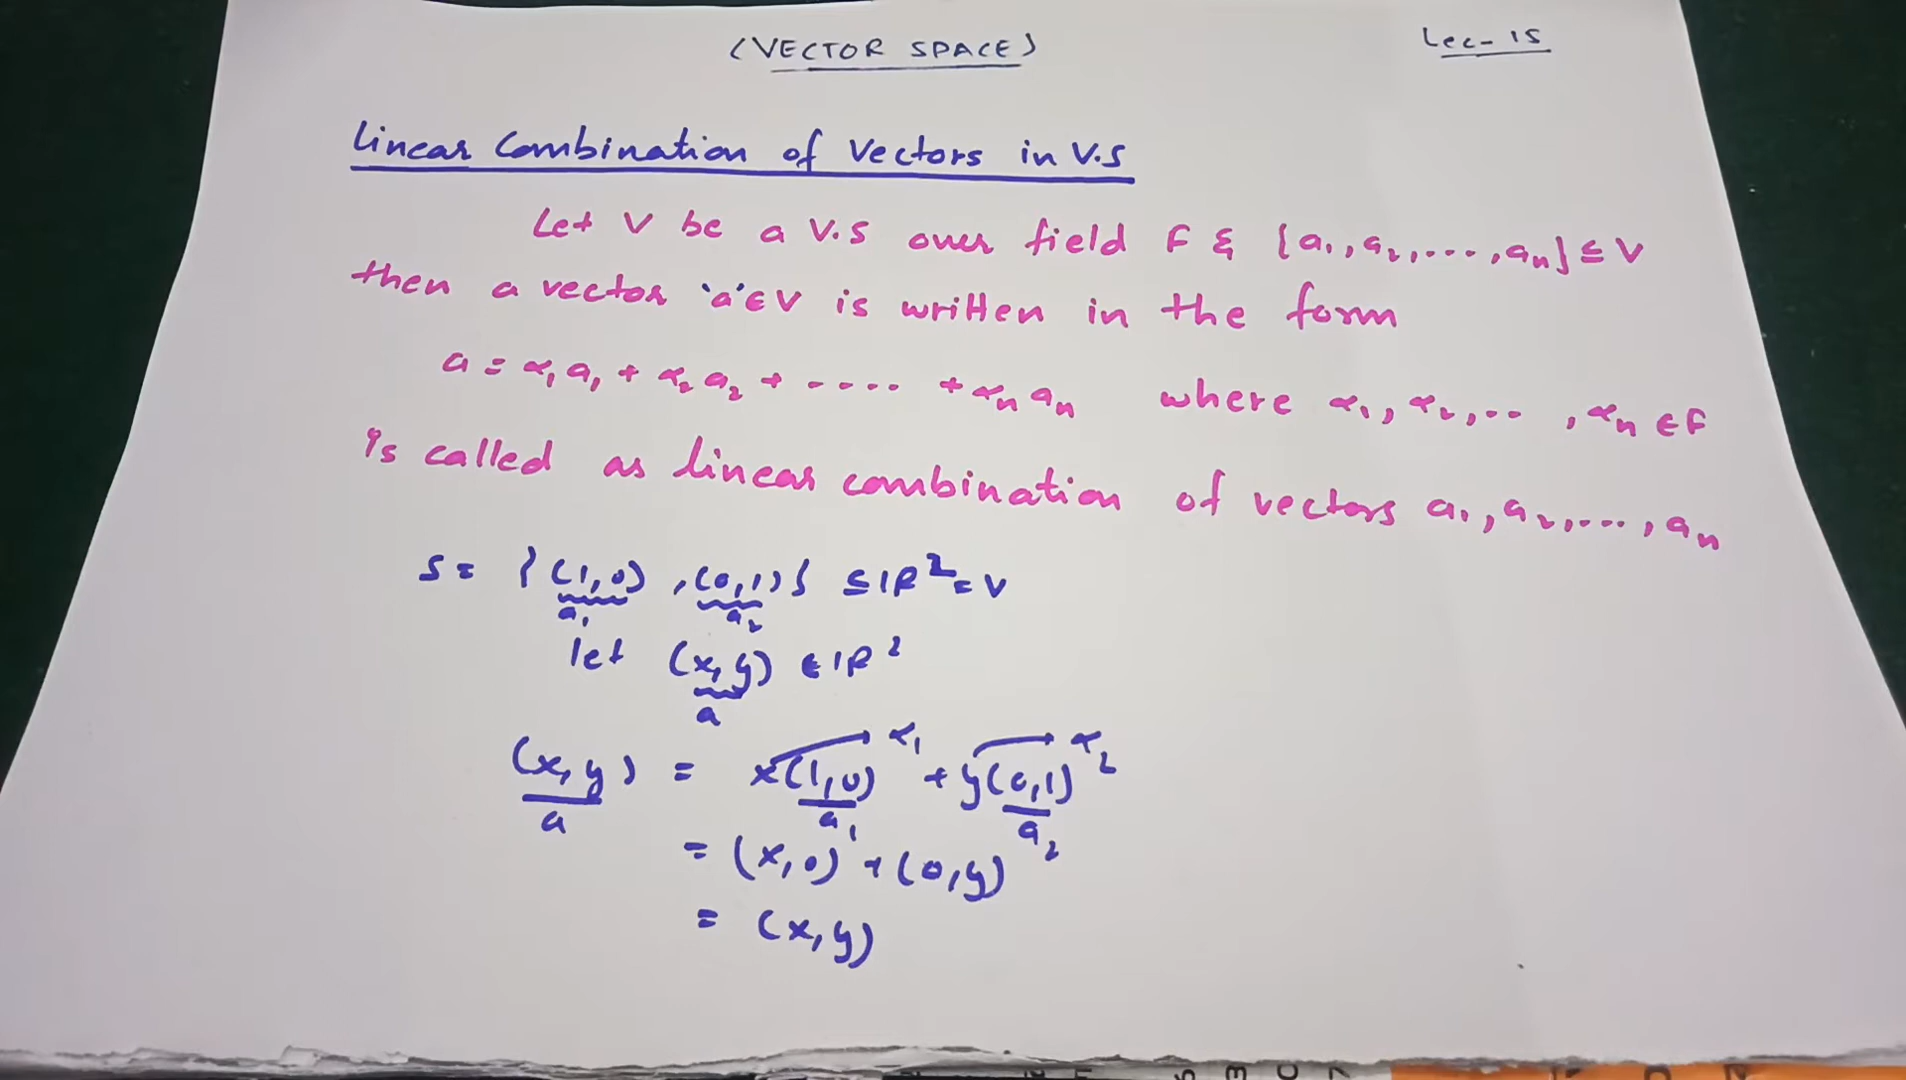 (VECTOR SPACE)
Lec-15
Linear Combination of Vectors in V.S
Let V be a V.S over field F & {a₁,a₂,...,aₙ}⊆V
then a vector 'a'∈V is written in the form
a = α₁a₁ + α₂a₂ + .... + αₙaₙ where α₁,α₂,.. ,αₙ ∈F
is called as linear combination of vectors a₁,a₂,...,aₙ
S = {(1,0) ,(0,1)} ⊆ℝ² = V
a₁ a₂
let (x,y) ∈ℝ²
a
α₁ α₂
(x,y) = x(1,0) + y(0,1)
a a₁ a₂
= (x,0) + (0,y)
= (x,y)